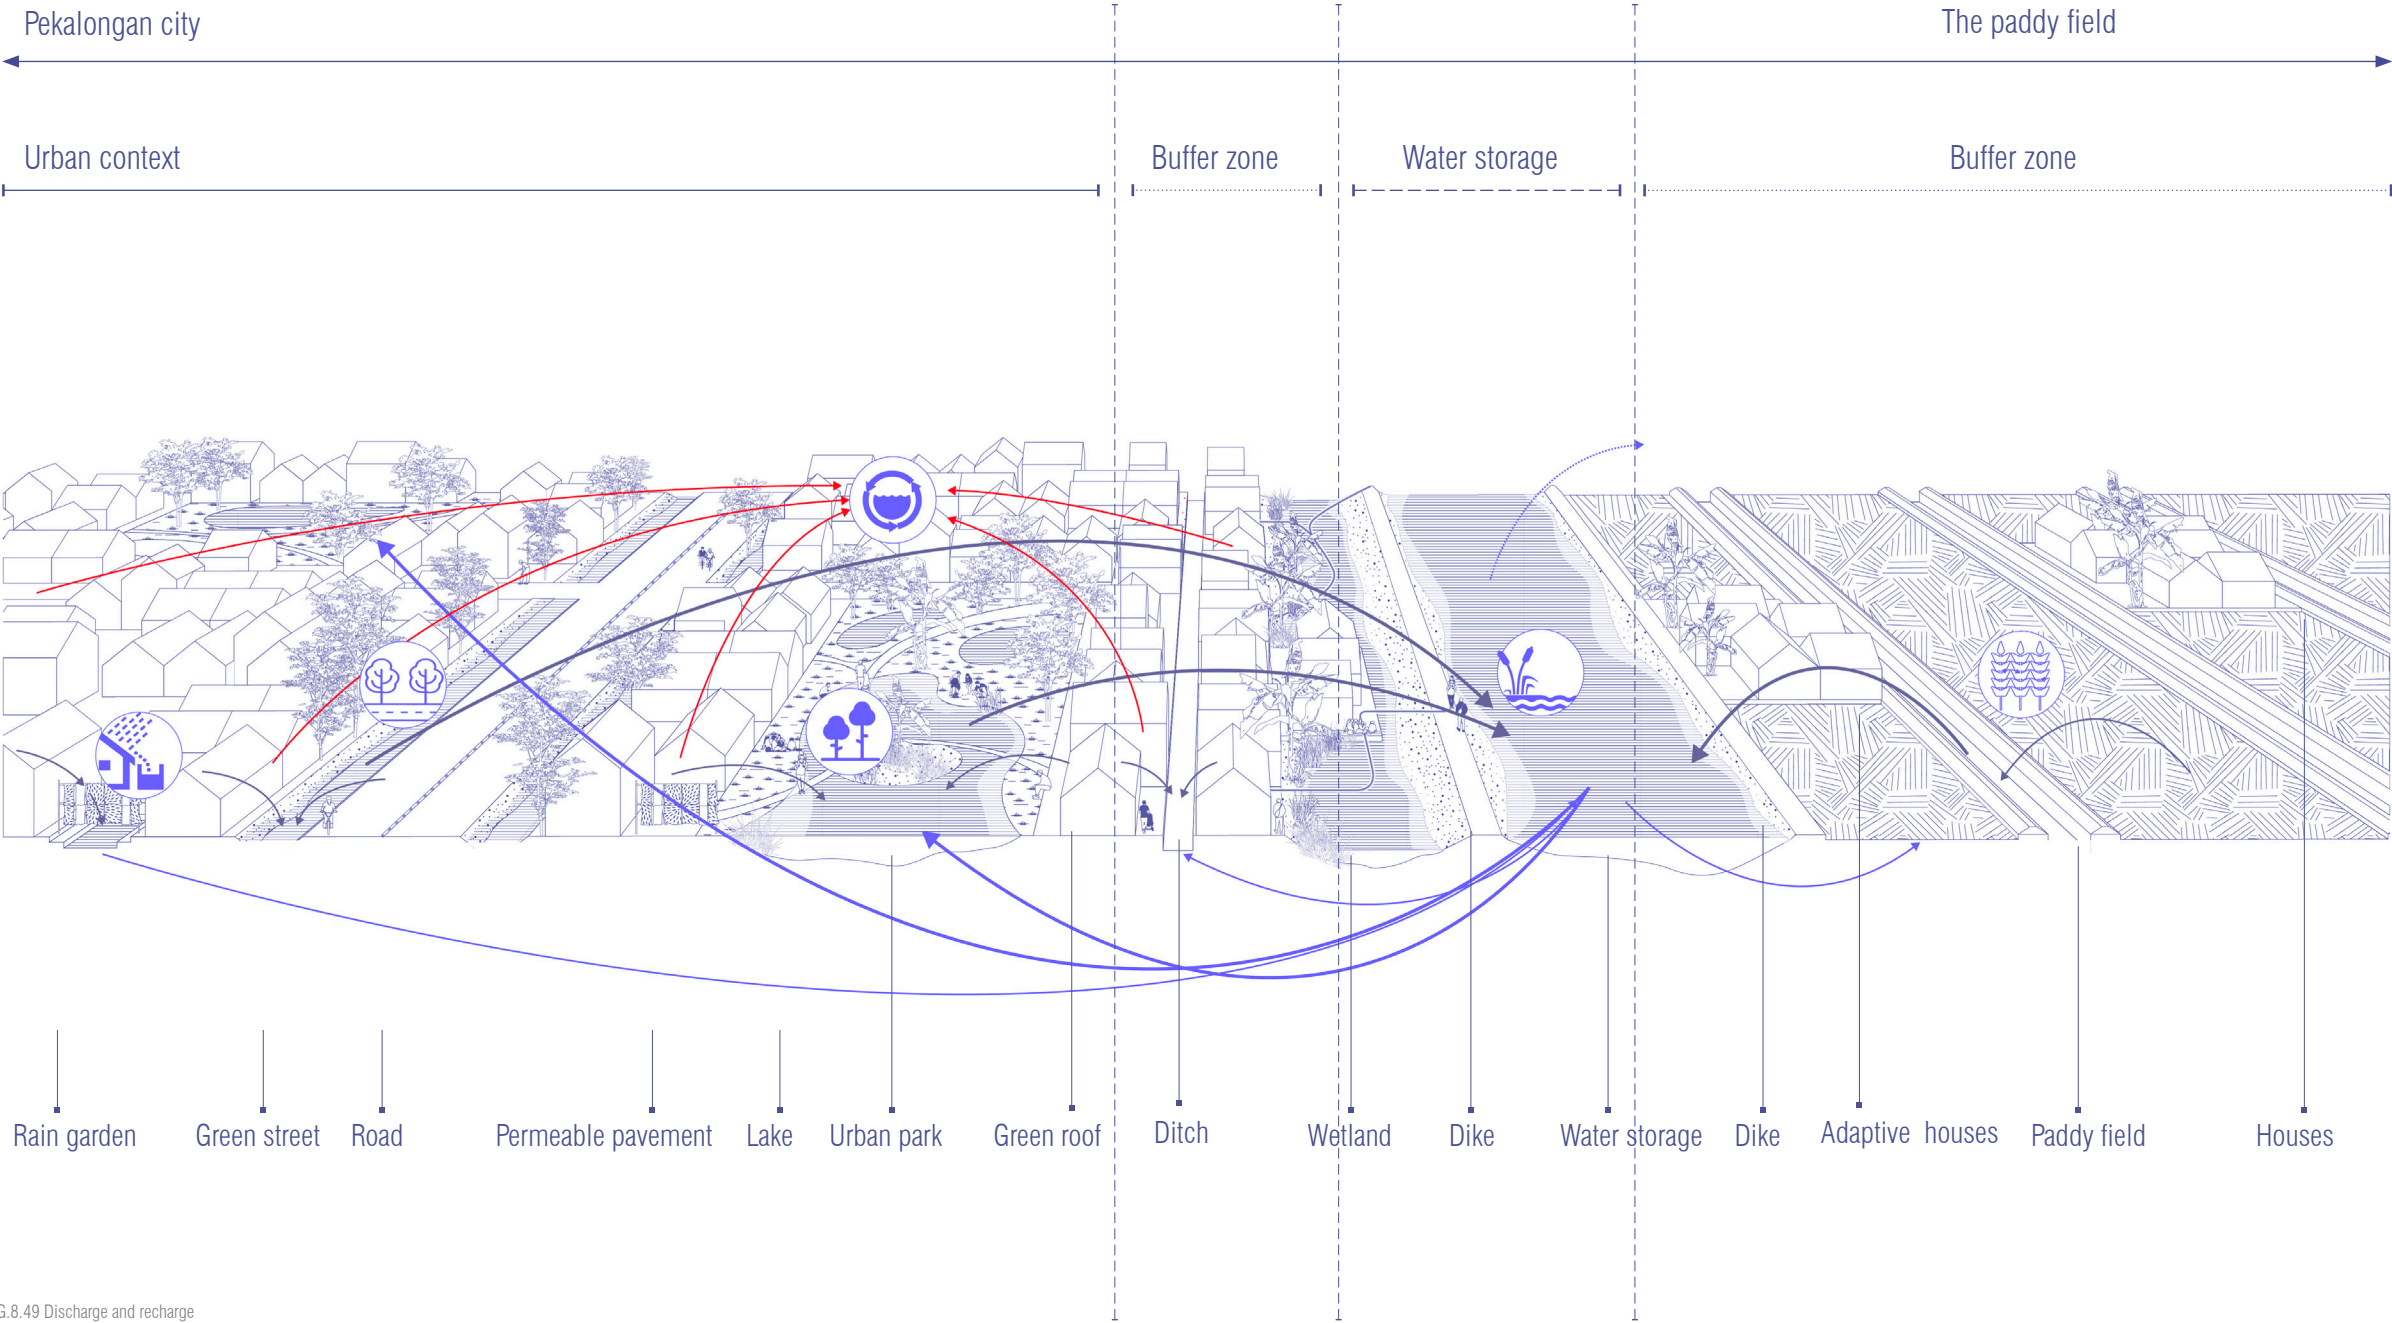 Pekalongan city
The paddy field
Urban context
Buffer zone
Water storage
Buffer zone
Rain garden
Green street
Road
Permeable pavement
Lake
Urban park
Green roof
Ditch
Wetland
Dike
Water storage
Dike
Adaptive houses
Paddy field
Houses
G.8.49 Discharge and recharge